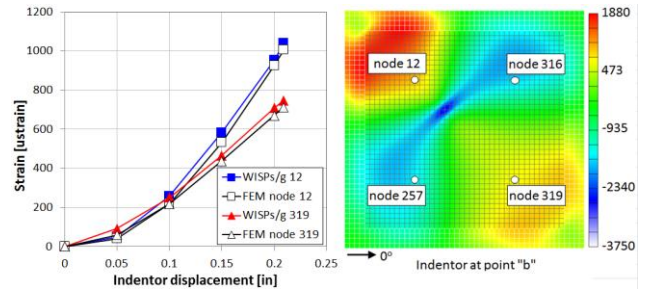 Strain [ustrain]
1200
1000
800
600
400
200
0
0
0.05
0.1
0.15
0.2
0.25
Indentor displacement [in]
WISPs/g 12
FEM node 12
WISPs/g 319
FEM node 319
node 12
node 316
node 257
node 319
0°
Indentor at point "b"
1880
473
-9935
-2340
-3750